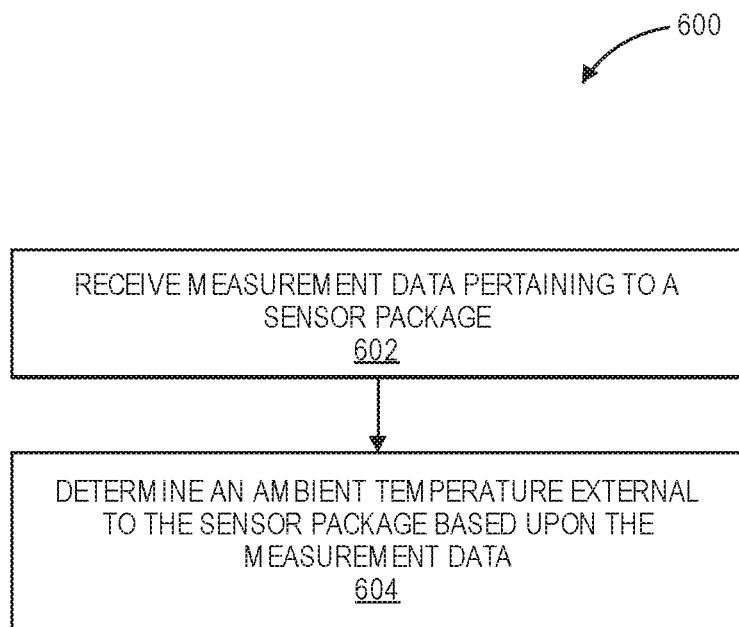 600
RECEIVE MEASUREMENT DATA PERTAINING TO A
SENSOR PACKAGE
602
DETERMINE AN AMBIENT TEMPERATURE EXTERNAL
TO THE SENSOR PACKAGE BASED UPON THE
MEASUREMENT DATA
604